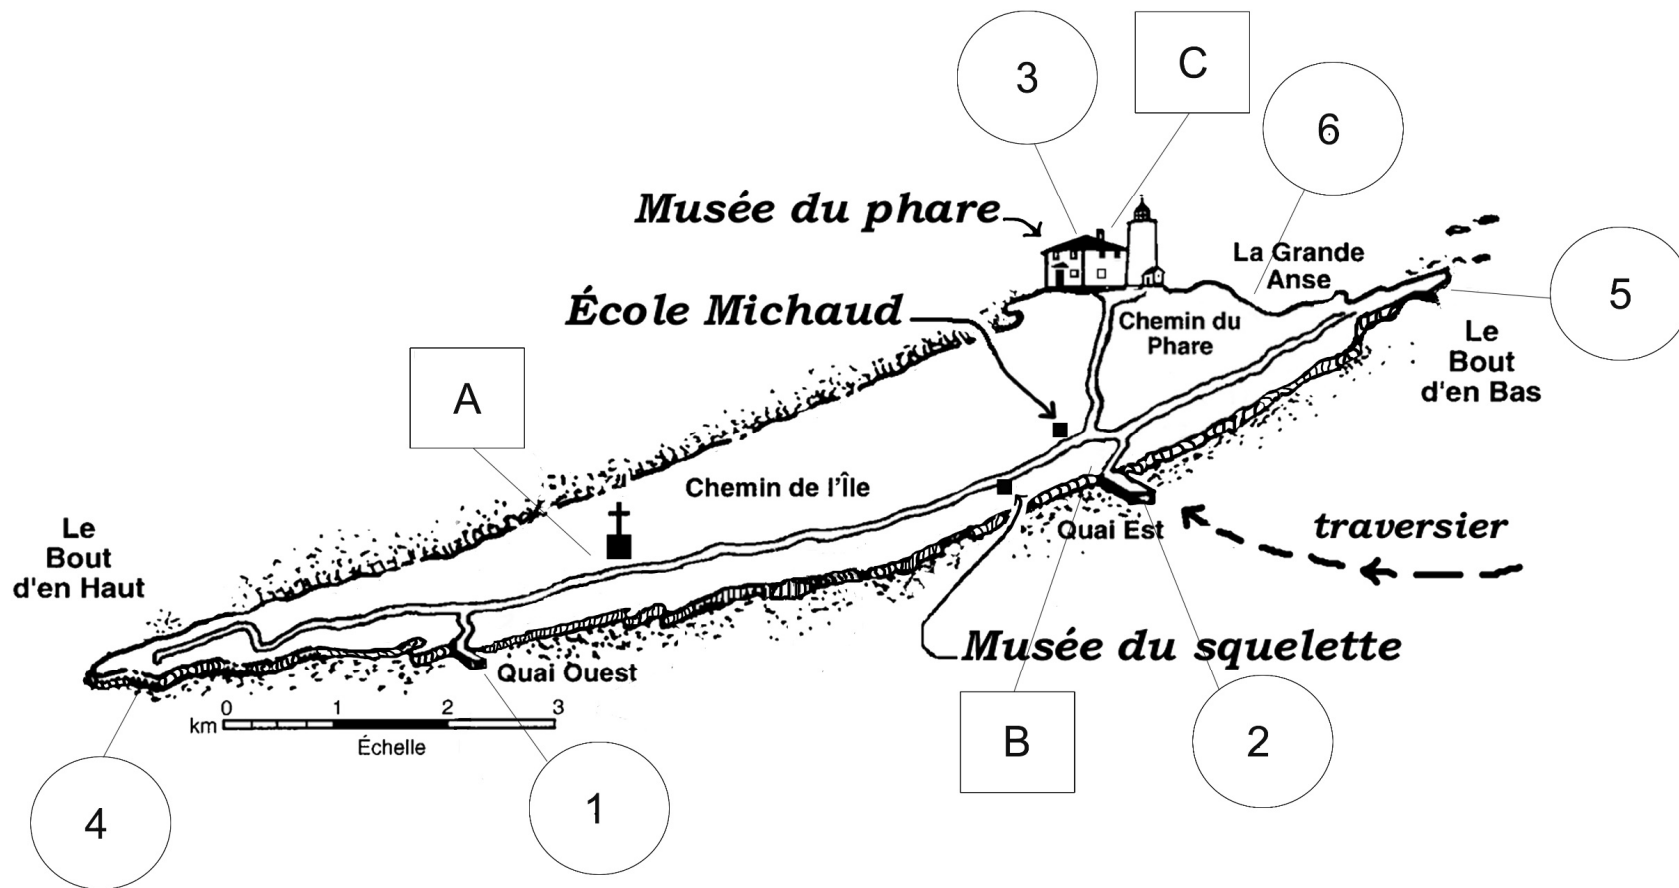 3
C
6
Musée du phare
La Grande
Anse
5
École Michaud
Chemin du
Phare
Le
Bout
d'en Bas
A
Chemin de l'Île
Le
Bout
d'en Haut
Quai Est
traversier
Musée du squelette
Quai Ouest
0 1 2 3
km
Échelle
B
2
4
1